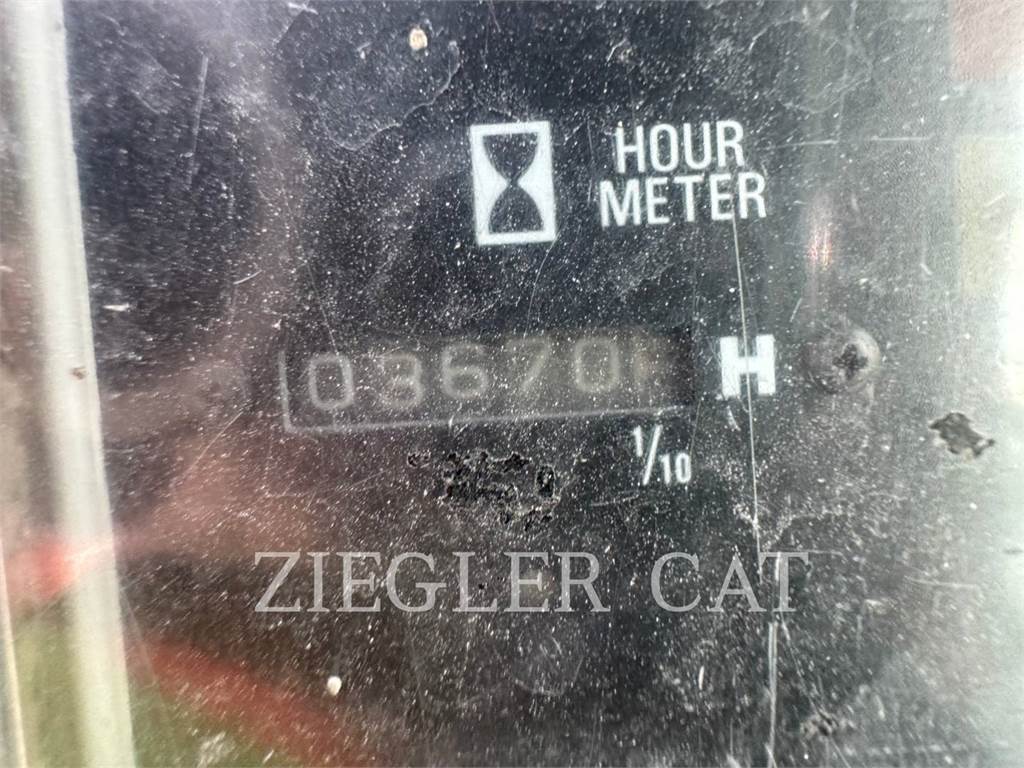 HOUR
METER
03670
H
1/10
ZIEGLER CAT